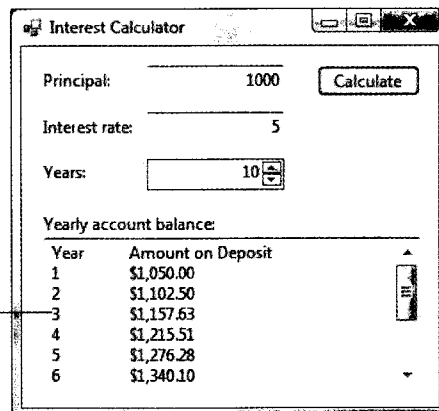 Interest Calculator
Principal: 1000 Calculate
Interest rate: 5
Years: 10
Yearly account balance:
Year Amount on Deposit
1 $1,050.00
2 $1,102.50
3 $1,157.63
4 $1,215.51
5 $1,276.28
6 $1,340.10